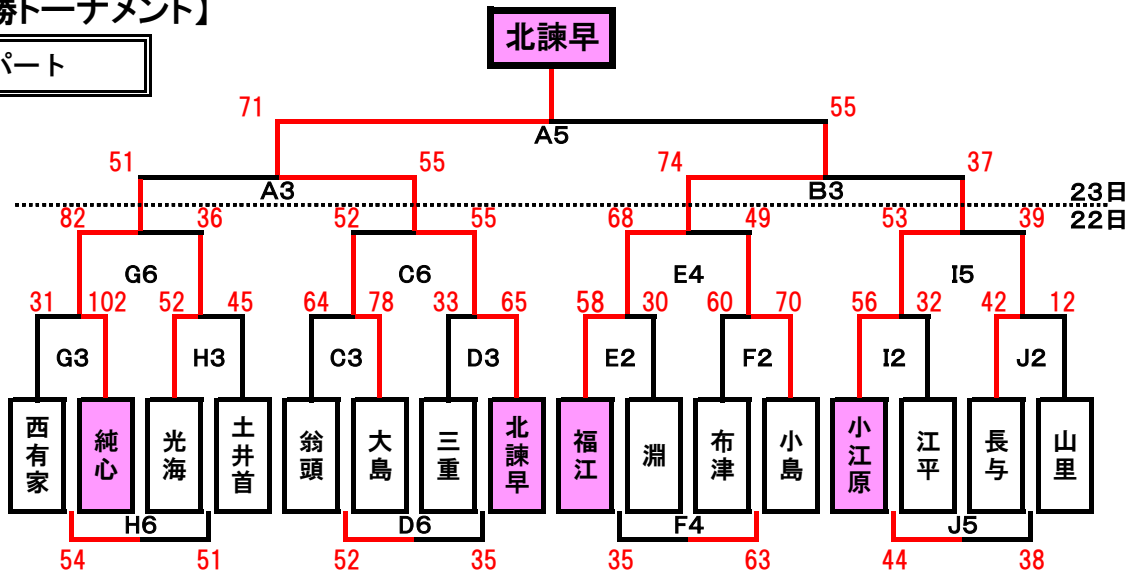 勝トーナメント】
パート
北諫早
71 55
A5
51 55 74 37
A3 B3
23日
82 36 52 55 68 49 53 39
22日
G6 C6 E4 I5
31 102 52 45 64 78 33 65 58 30 60 70 56 32 42 12
G3 H3 C3 D3 E2 F2 I2 J2
西有家 純心 光海 土井首 翁頭 大島 三重 北諫早 福江 淵 布津 小島 小江原 江平 長与 山里
H6 D6 F4 J5
54 51 52 35 35 63 44 38